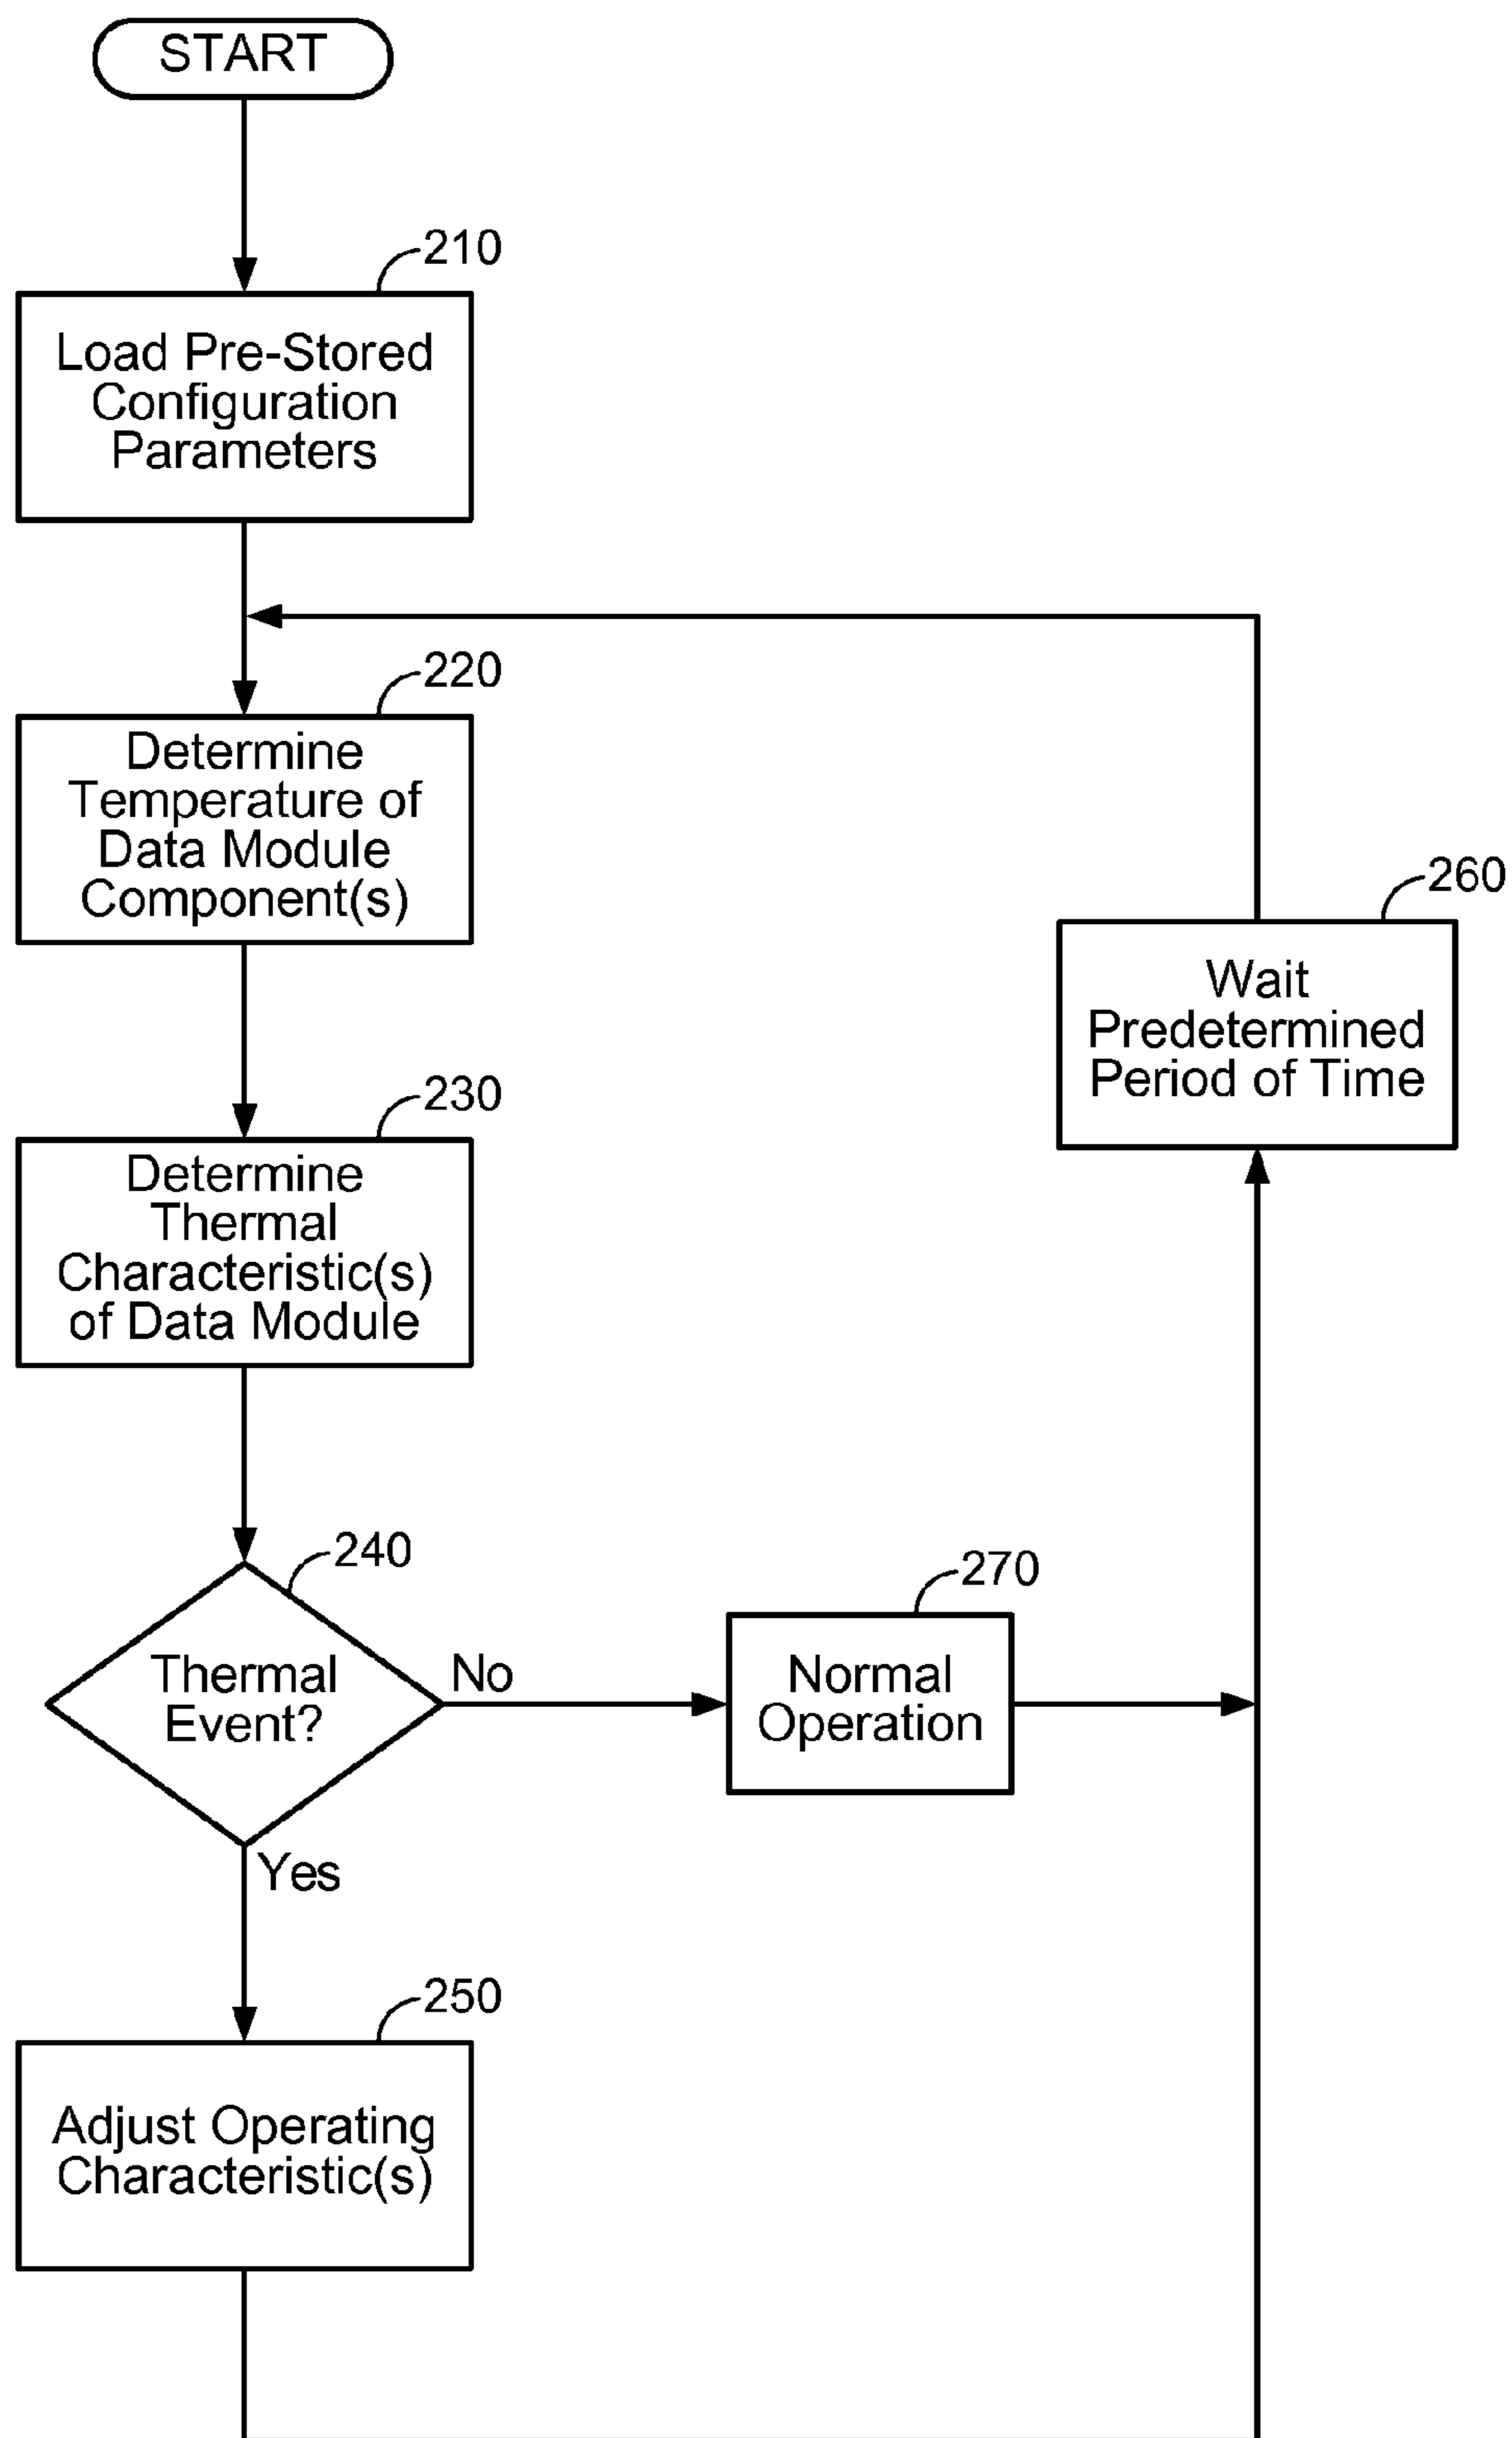 START
210
Load Pre-Stored
Configuration
Parameters
220
Determine
Temperature of
Data Module
Component(s)
260
Wait
Predetermined
Period of Time
230
Determine
Thermal
Characteristic(s)
of Data Module
240
Thermal
Event?
No
270
Normal
Operation
Yes
250
Adjust Operating
Characteristic(s)